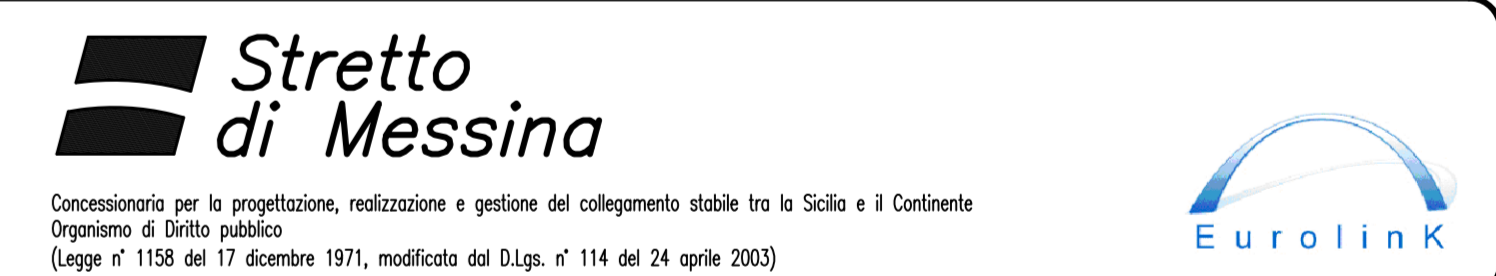 Stretto
di Messina
Concessionaria per la progettazione, realizzazione e gestione del collegamento stabile tra la Sicilia e il Continente
Organismo di Diritto pubblico
(Legge n° 1158 del 17 dicembre 1971, modificata dal D.Lgs. n° 114 del 24 aprile 2003)
EurolinK